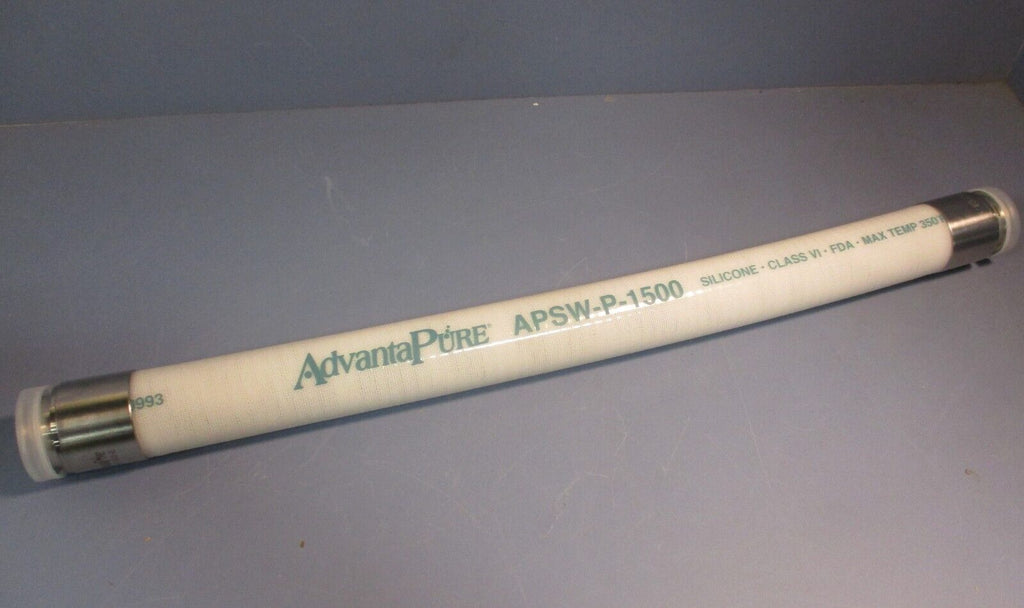 993 AdvantaPURE® APSW-P-1500 SILICONE · CLASS VI · FDA · MAX TEMP 350°F